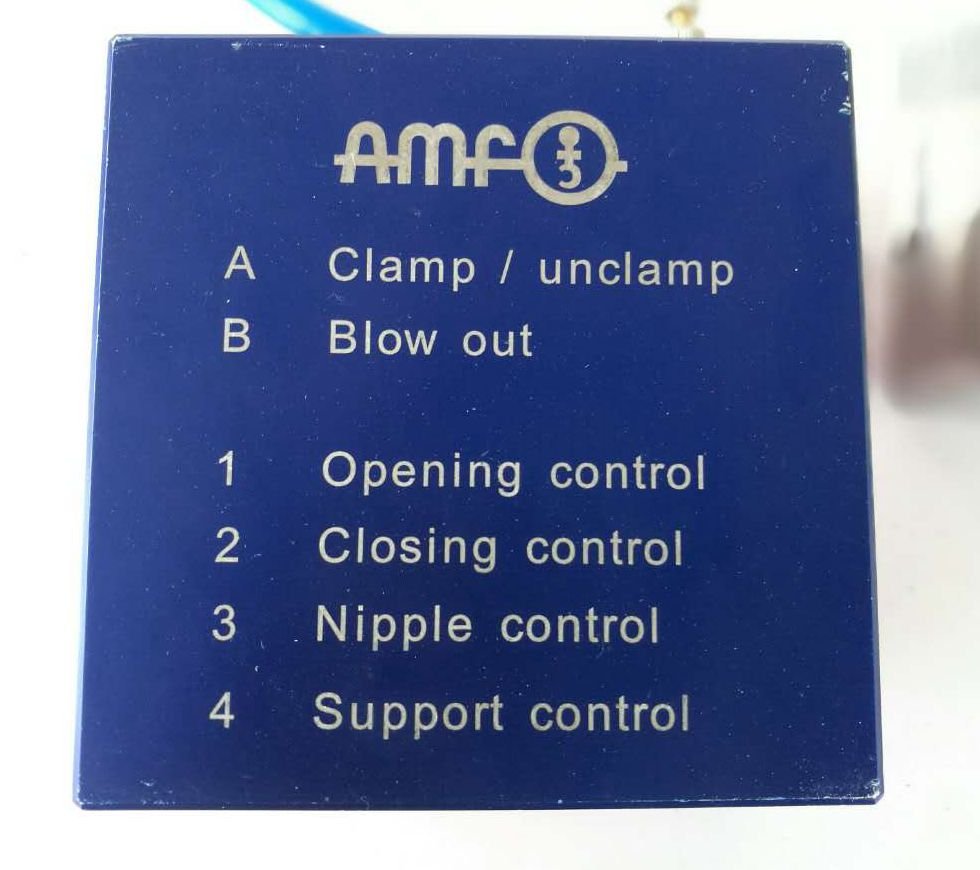 AMF
A Clamp / unclamp
B Blow out
1 Opening control
2 Closing control
3 Nipple control
4 Support control